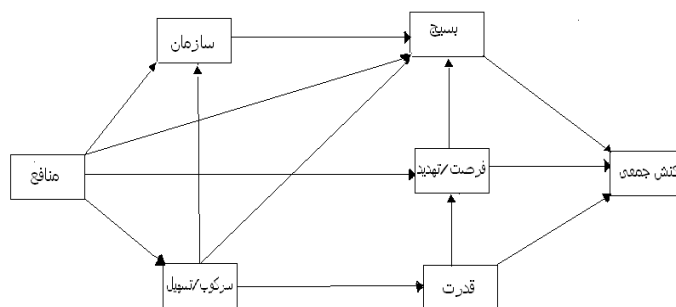 بسیج
سازمان
فرصت/تهدید
کنش جمعی
منافع
قدرت
سرکوب/تسهیل